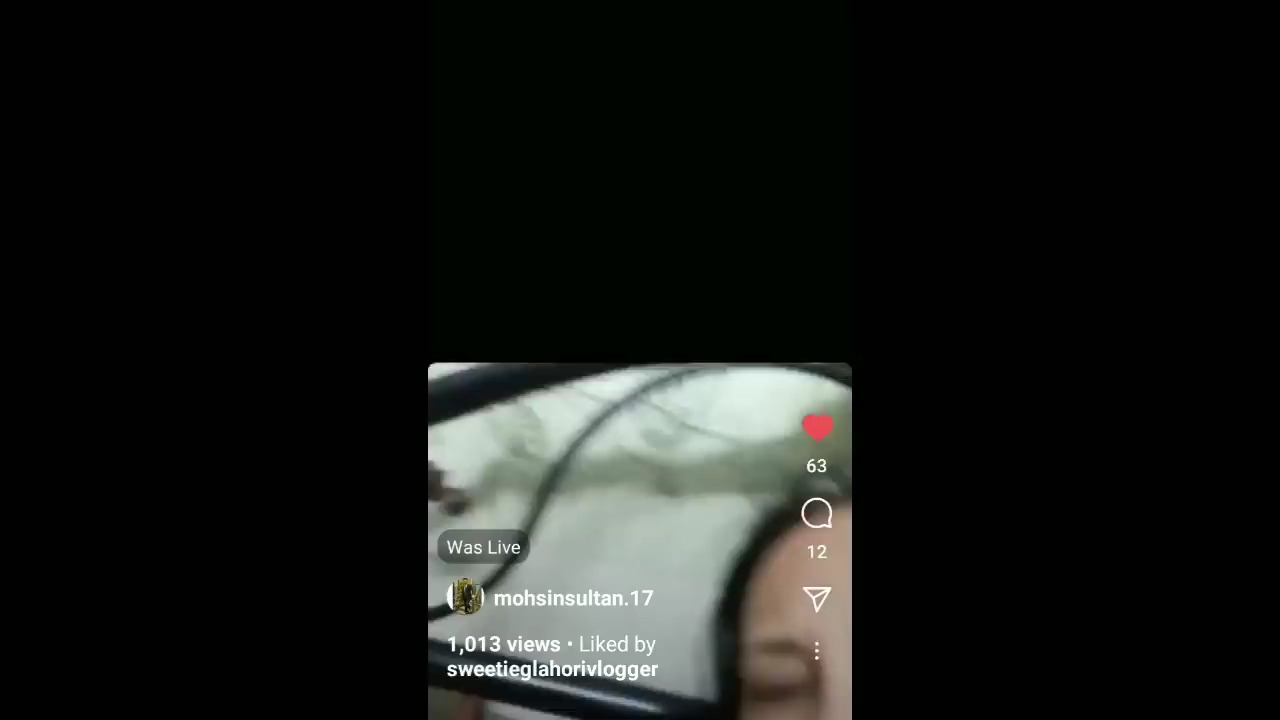 63
Was Live
12
mohsinsultan.17
1,013 views • Liked by
sweetieglahorivlogger